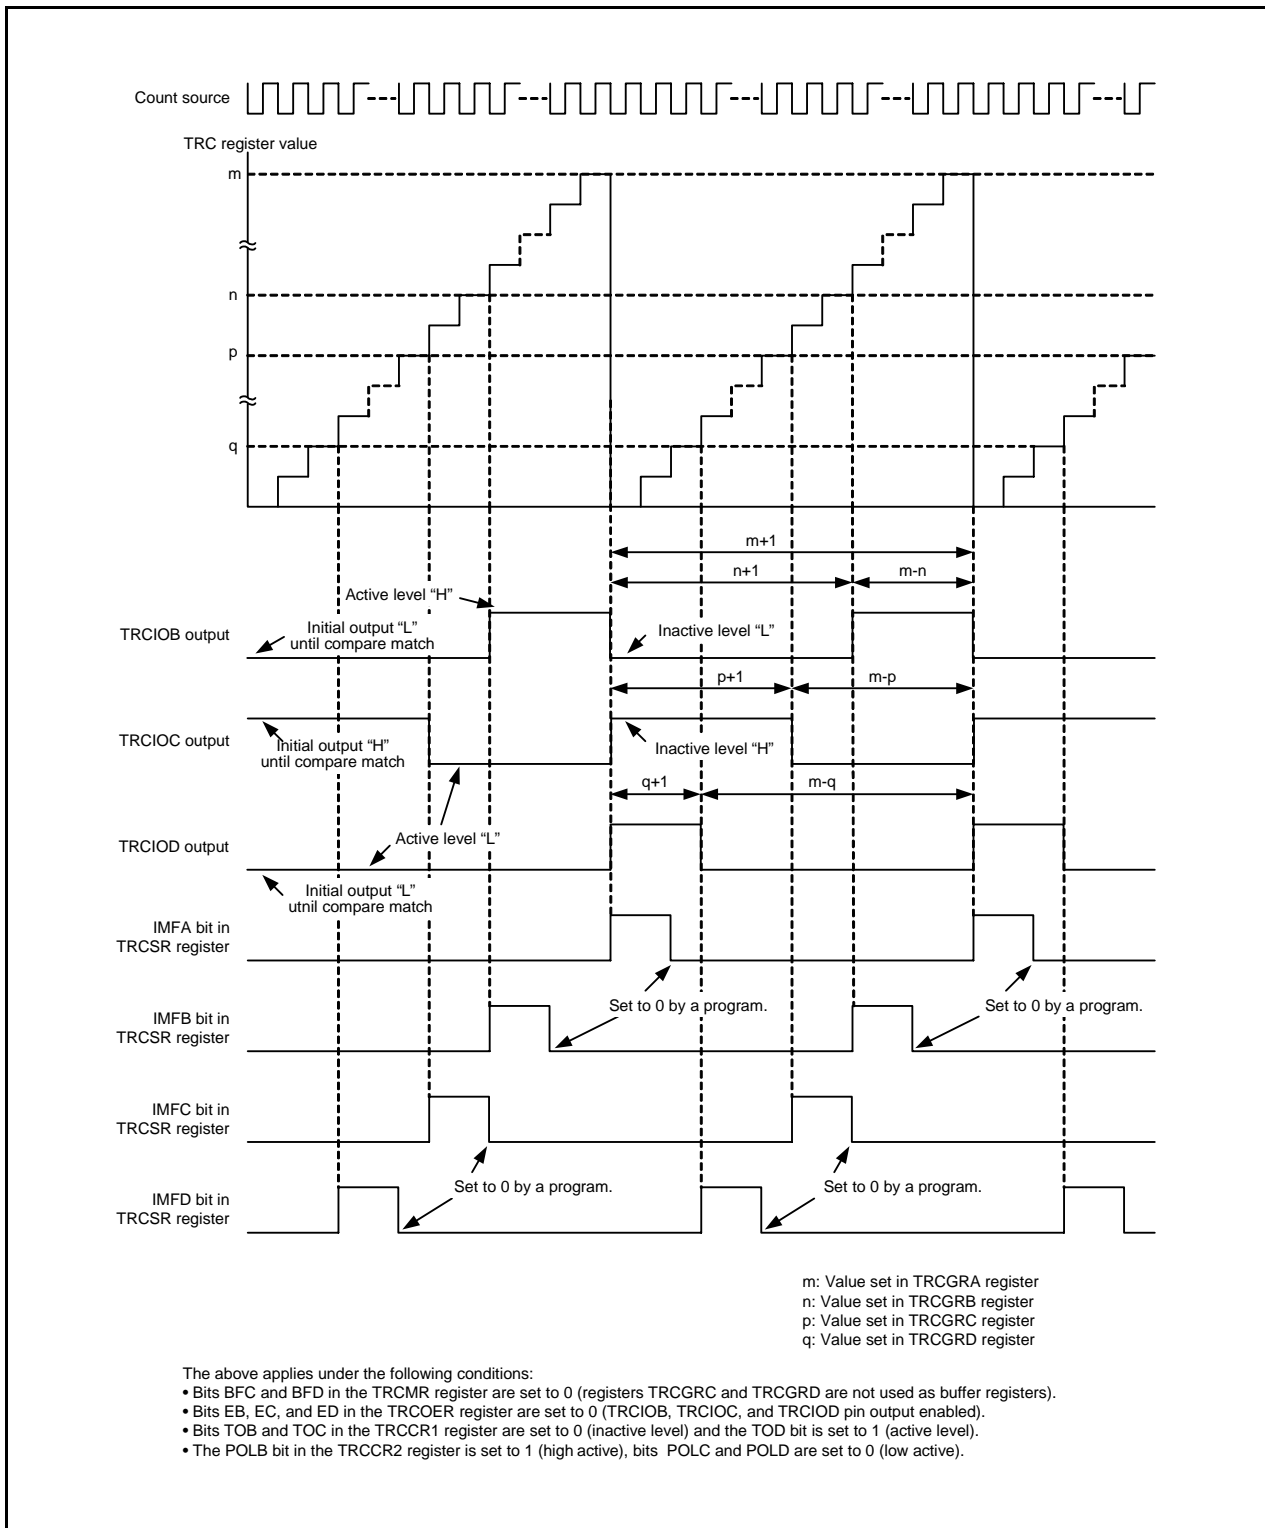 Count source
TRC register value
m
n
p
q
m+1
n+1
m-n
Active level “H”
TRCIOB output
Initial output “L”
until compare match
Inactive level “L”
p+1
m-p
TRCIOC output
Initial output “H”
until compare match
Inactive level “H”
q+1
m-q
Active level “L”
TRCIOD output
Initial output “L”
utnil compare match
IMFA bit in
TRCSR register
Set to 0 by a program.
Set to 0 by a program.
IMFB bit in
TRCSR register
IMFC bit in
TRCSR register
Set to 0 by a program.
Set to 0 by a program.
IMFD bit in
TRCSR register
m: Value set in TRCGRA register
n: Value set in TRCGRB register
p: Value set in TRCGRC register
q: Value set in TRCGRD register
The above applies under the following conditions:
• Bits BFC and BFD in the TRCMR register are set to 0 (registers TRCGRC and TRCGRD are not used as buffer registers).
• Bits EB, EC, and ED in the TRCOER register are set to 0 (TRCIOB, TRCIOC, and TRCIOD pin output enabled).
• Bits TOB and TOC in the TRCCR1 register are set to 0 (inactive level) and the TOD bit is set to 1 (active level).
• The POLB bit in the TRCCR2 register is set to 1 (high active), bits  POLC and POLD are set to 0 (low active).